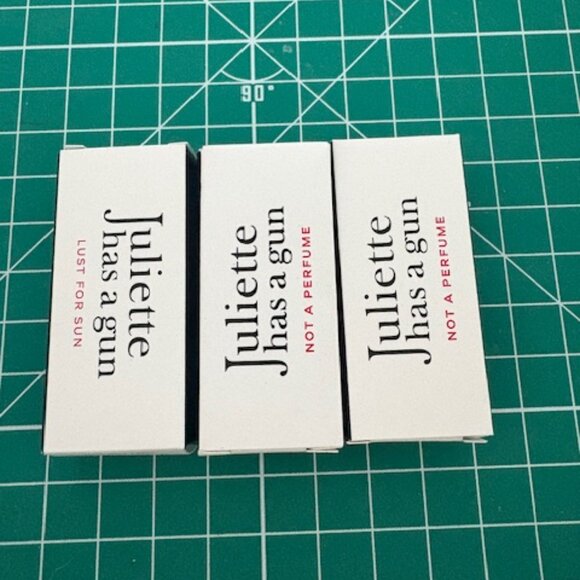 90°
Juliette
has a gun
LUST FOR SUN
Juliette
has a gun
NOT A PERFUME
Juliette
has a gun
NOT A PERFUME